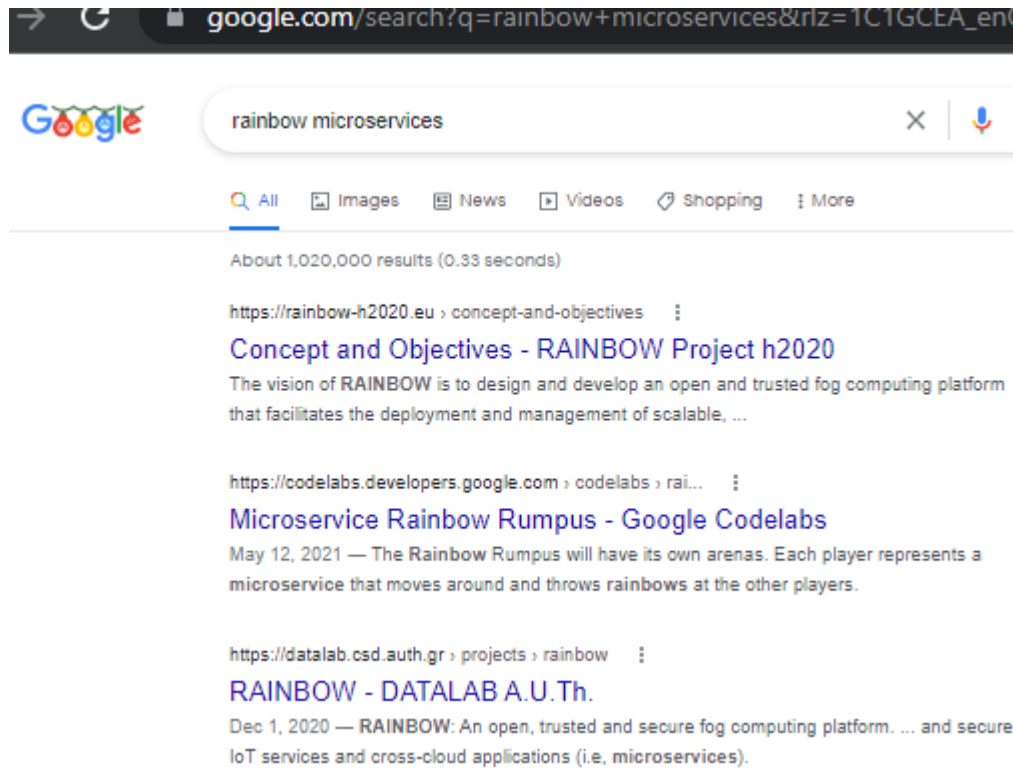 google.com/search?q=rainbow+microservices&rlz=1C1GCEA_en
Google
rainbow microservices
All Images News Videos Shopping More
About 1,020,000 results (0.33 seconds)
https://rainbow-h2020.eu › concept-and-objectives
Concept and Objectives - RAINBOW Project h2020
The vision of RAINBOW is to design and develop an open and trusted fog computing platform
that facilitates the deployment and management of scalable, ...
https://codelabs.developers.google.com › codelabs › rai...
Microservice Rainbow Rumpus - Google Codelabs
May 12, 2021 — The Rainbow Rumpus will have its own arenas. Each player represents a
microservice that moves around and throws rainbows at the other players.
https://datalab.csd.auth.gr › projects › rainbow
RAINBOW - DATALAB A.U.Th.
Dec 1, 2020 — RAINBOW: An open, trusted and secure fog computing platform. ... and secure
IoT services and cross-cloud applications (i.e, microservices).